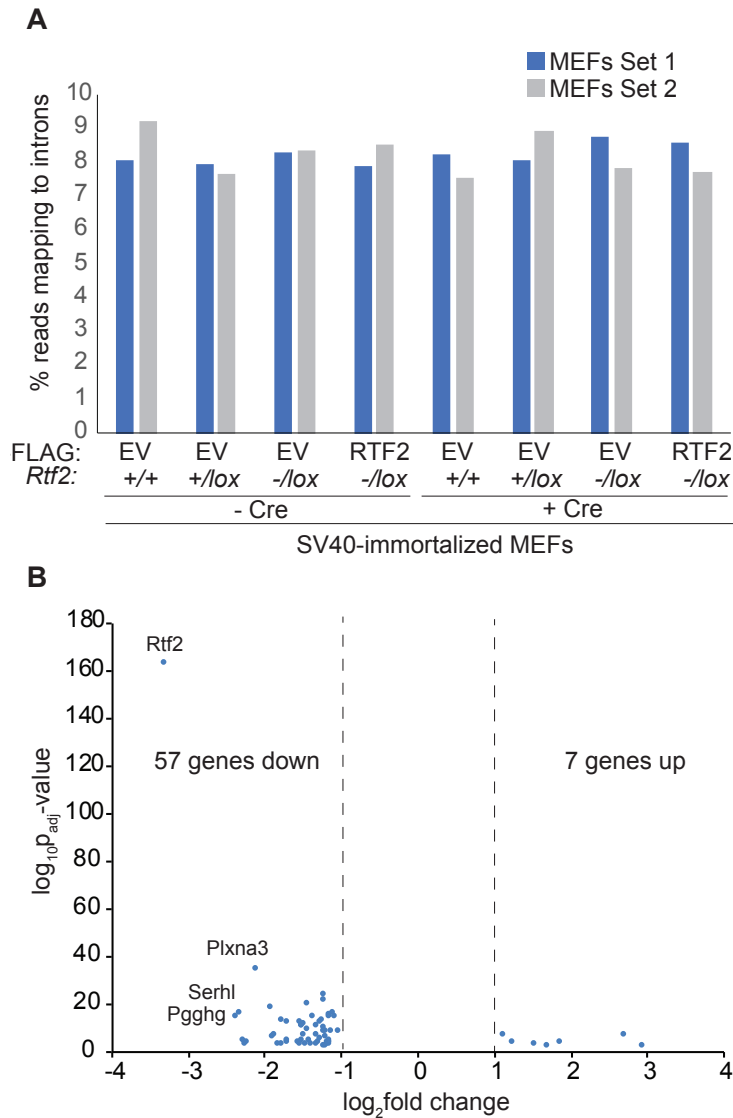 A
MEFs Set 1
MEFs Set 2
% reads mapping to introns
10
9
8
7
6
5
4
3
2
1
0
FLAG: EV EV EV RTF2 EV EV EV RTF2
Rtf2: +/+ +/lox -/lox -/lox +/+ +/lox -/lox -/lox
- Cre + Cre
SV40-immortalized MEFs
B
180
160
140
120
100
80
60
40
20
0
log10padj-value
Rtf2
57 genes down 7 genes up
Plxna3
Serhl
Pgghg
-4 -3 -2 -1 0 1 2 3 4
log2fold change